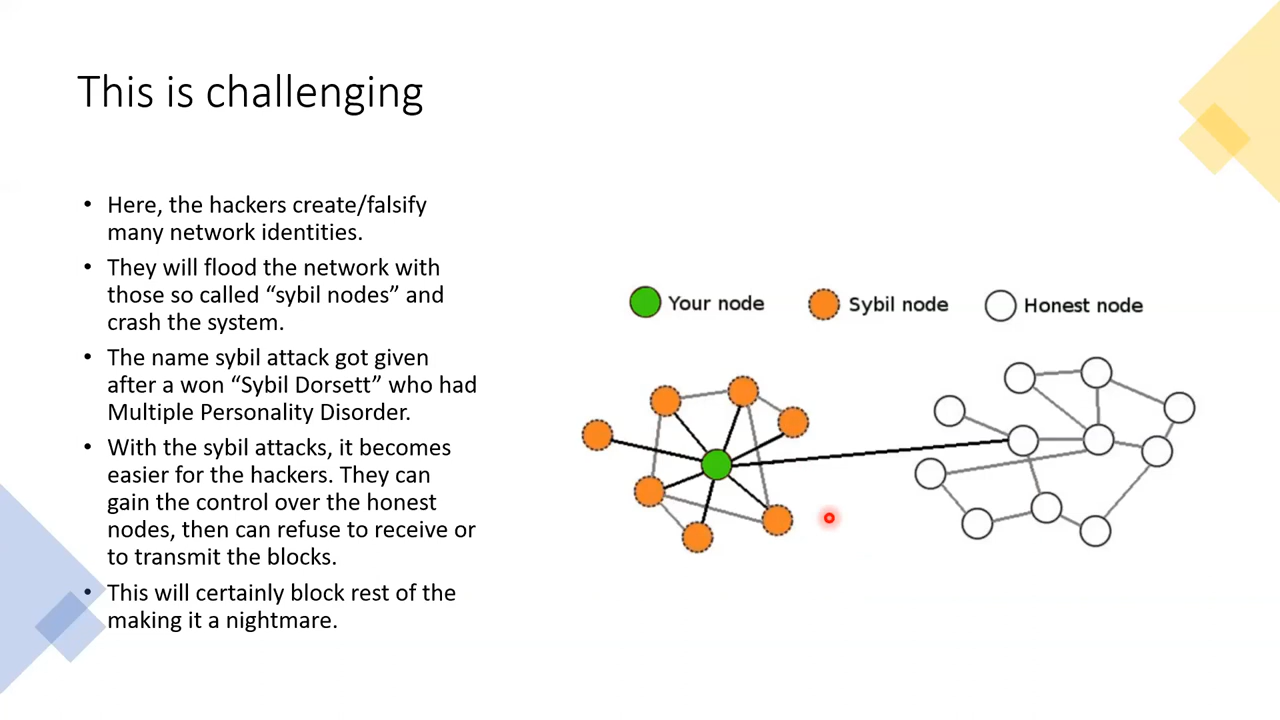 This is challenging
• Here, the hackers create/falsify
many network identities.
• They will flood the network with
those so called “sybil nodes” and
crash the system.
• The name sybil attack got given
after a won “Sybil Dorsett” who had
Multiple Personality Disorder.
• With the sybil attacks, it becomes
easier for the hackers. They can
gain the control over the honest
nodes, then can refuse to receive or
to transmit the blocks.
• This will certainly block rest of the
making it a nightmare.
Your node Sybil node Honest node